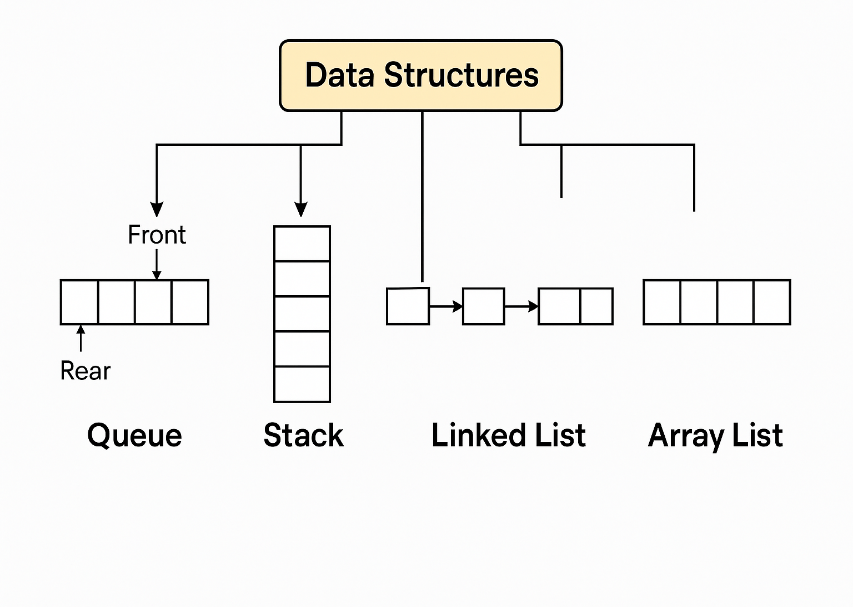 Data Structures
Front
Rear
Queue
Stack
Linked List
Array List